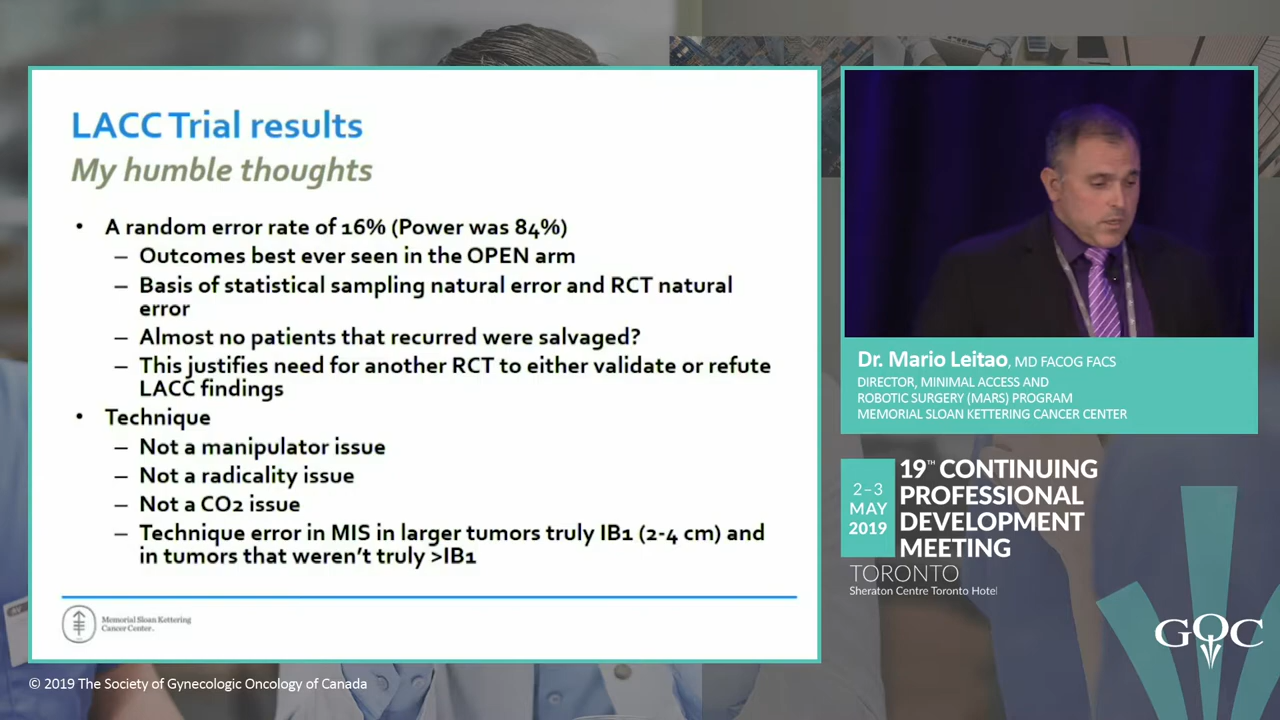 LACC Trial results
My humble thoughts
• A random error rate of 16% (Power was 84%)
– Outcomes best ever seen in the OPEN arm
– Basis of statistical sampling natural error and RCT natural
error
– Almost no patients that recurred were salvaged?
– This justifies need for another RCT to either validate or refute
LACC findings
• Technique
– Not a manipulator issue
– Not a radicality issue
– Not a CO2 issue
– Technique error in MIS in larger tumors truly IB1 (2-4 cm) and
in tumors that weren't truly >IB1
Memorial Sloan Kettering
Cancer Center
© 2019 The Society of Gynecologic Oncology of Canada
Dr. Mario Leitao, MD FACOG FACS
DIRECTOR, MINIMAL ACCESS AND
ROBOTIC SURGERY (MARS) PROGRAM
MEMORIAL SLOAN KETTERING CANCER CENTER
2–3
MAY
2019
19™ CONTINUING
PROFESSIONAL
DEVELOPMENT
MEETING
TORONTO
Sheraton Centre Toronto Hotel
GOC